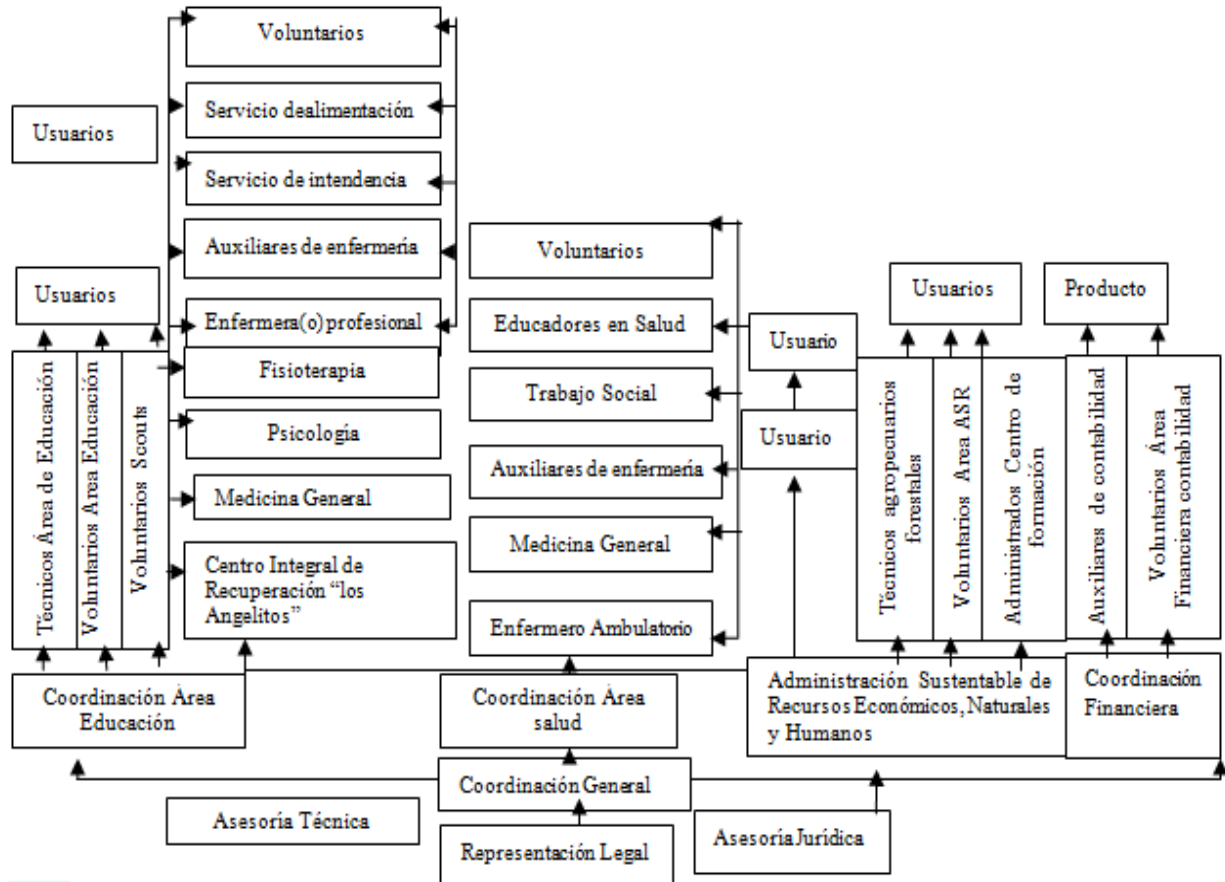 Voluntarios
Servicio dealimentación
Usuarios
Servicio de intendencia
Auxiliares de enfermería
Voluntarios
Usuarios
Usuarios
Producto
Enfermera(o) profesional
Educadores en Salud
Usuario
Fisioterapia
Trabajo Social
Usuario
Psicología
Auxiliares de enfermería
Medicina General
Medicina General
Centro Integral de
Recuperación “los
Angelitos”
Enfermero Ambulatorio
Técnicos Área de Educación
Voluntarios Area Educación
Voluntarios Scouts
Técnicos agropecuarios
forestales
Voluntarios Area ASR
Administrados Centro de
formación
Auxiliares de contabilidad
Voluntarios Área
Financiera contabilidad
Coordinación Área
Educación
Coordinación Área
salud
Administración Sustentable de
Recursos Económicos, Naturales
y Humanos
Coordinación
Financiera
Coordinación General
Asesoría Técnica
Asesoría Jurídica
Representación Legal